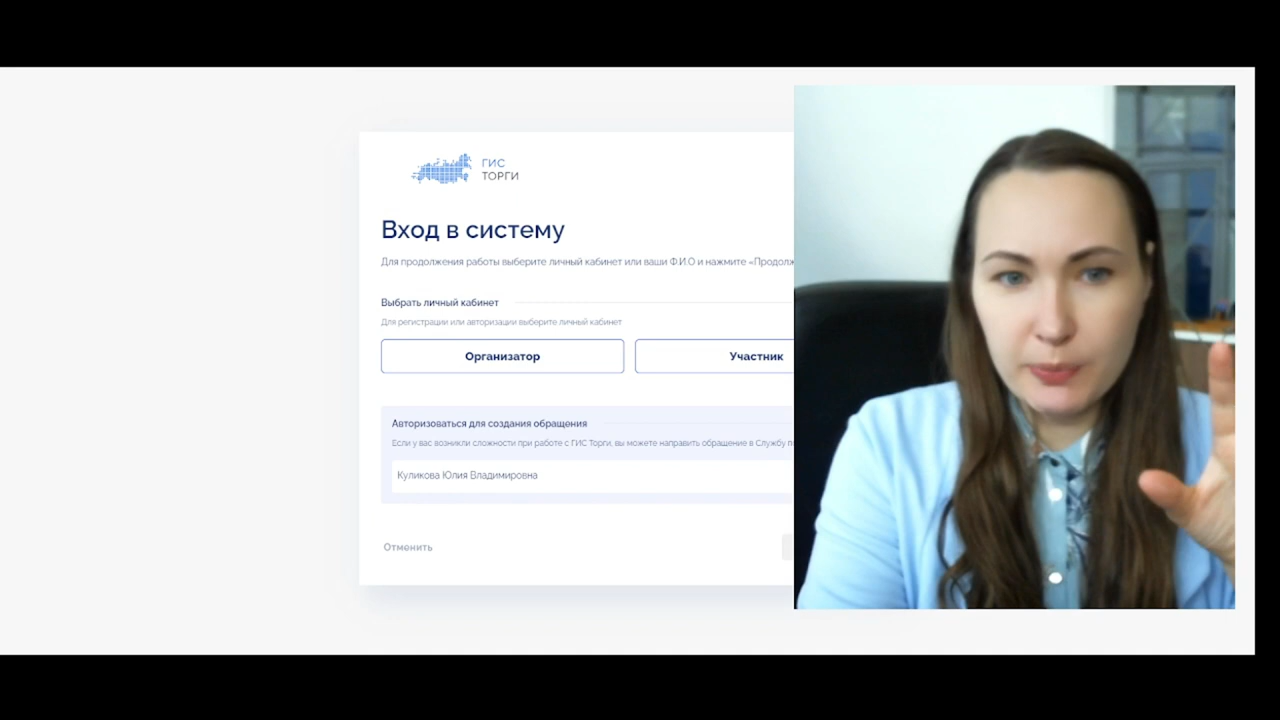 ГИС
ТОРГИ
Вход в систему
Для продолжения работы выберите личный кабинет или ваши Ф.И.О и нажмите
Выбрать личный кабинет
Для регистрации или авторизации выберите личный кабинет
Организатор
Участник
Авторизоваться для создания обращения
Если у вас возникли сложности при работе с ГИС Торги, вы можете направить обращение в Службу
Куликова Юлия Владимировна
Отменить